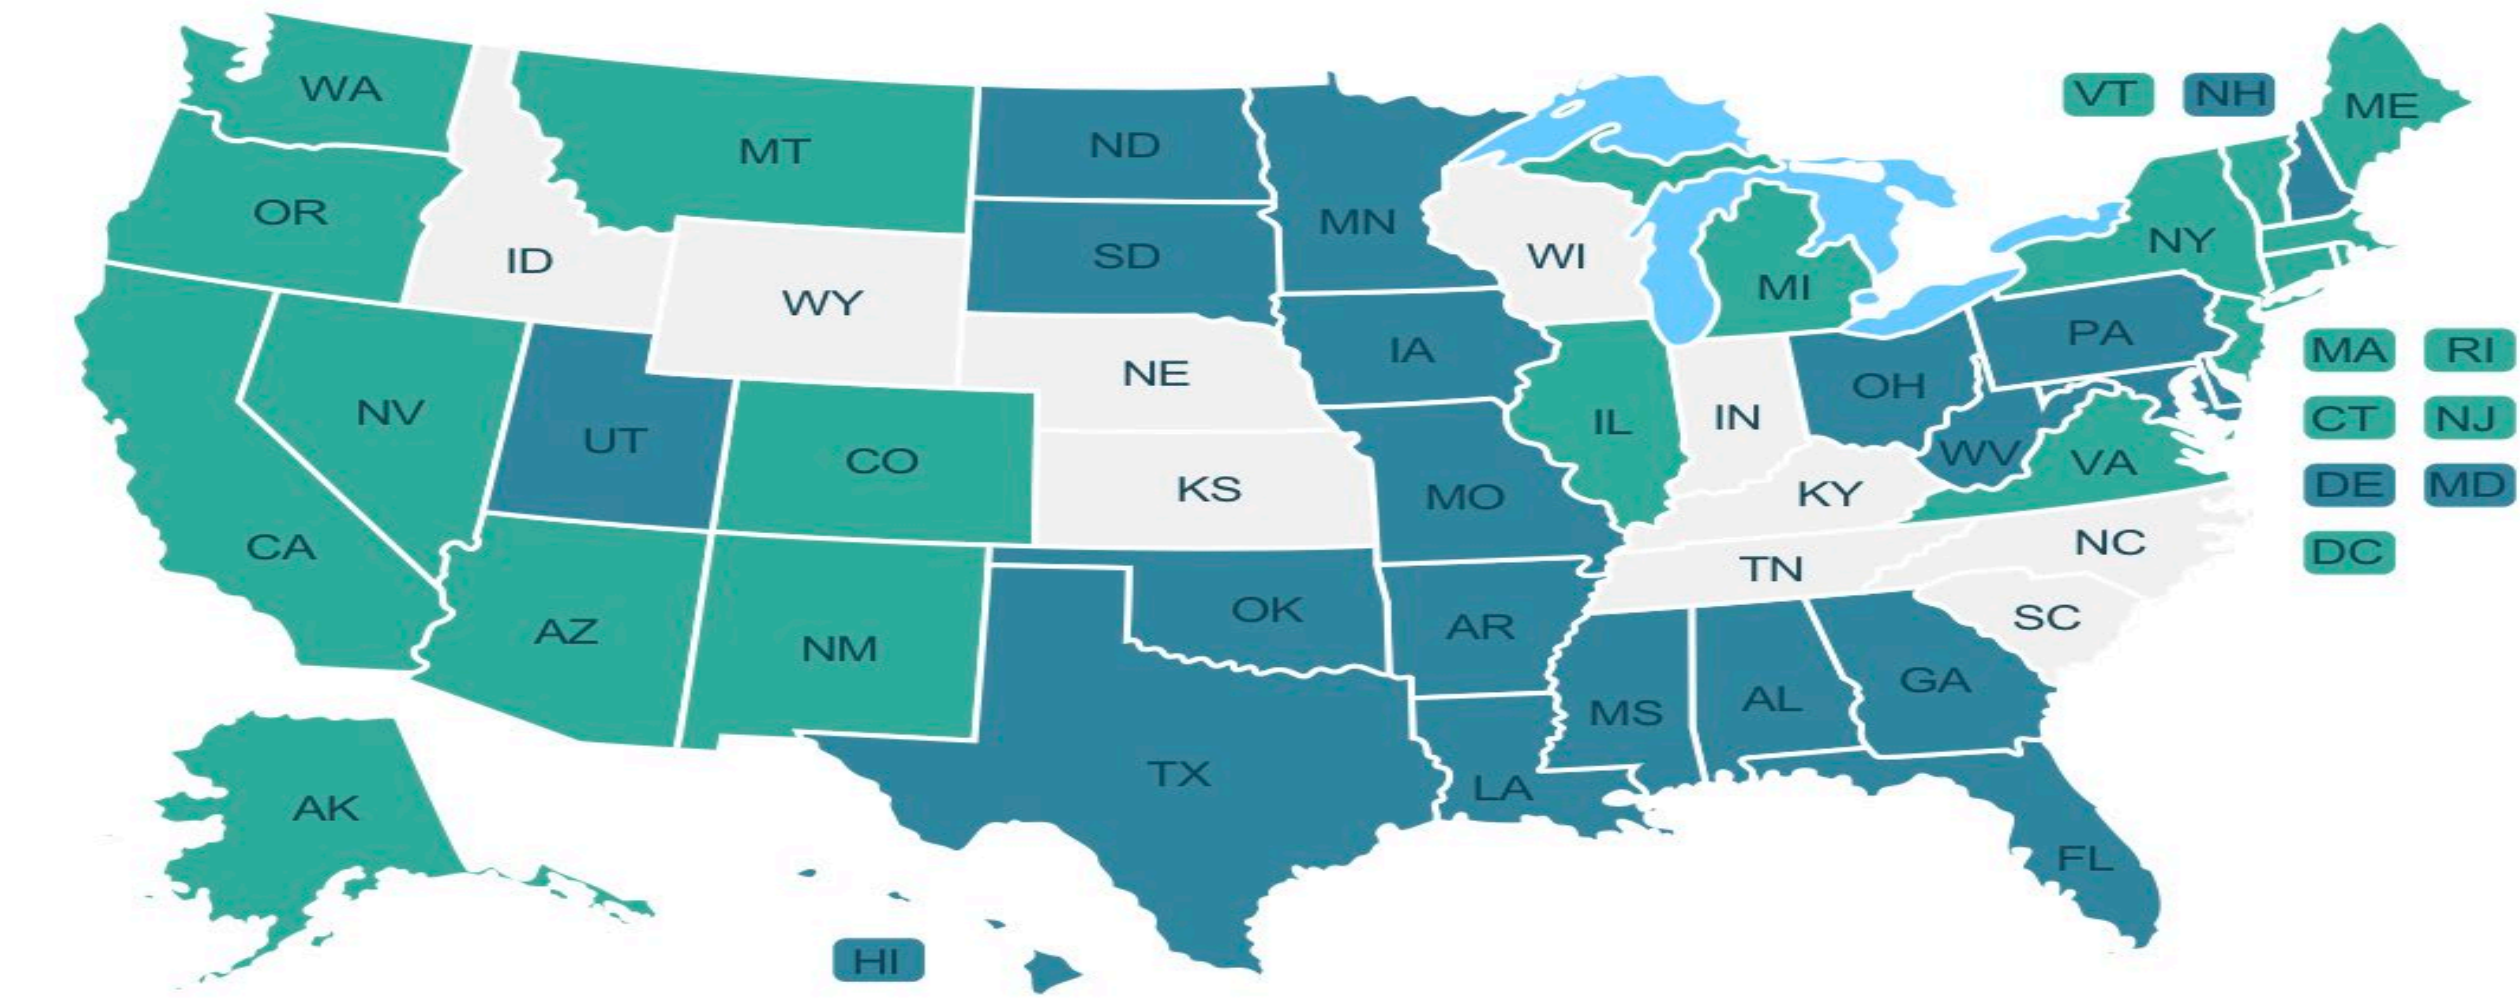 WA
MT
ND
MN
VT NH
ME
OR
ID
WY
SD
WI
MI
NY
NV
UT
CO
NE
IA
IL
IN
OH
PA
MA RI
CT NJ
DE MD
DC
CA
AZ
NM
KS
MO
KY
WV
VA
OK
AR
TN
NC
SC
AK
TX
LA
MS
AL
GA
FL
HI